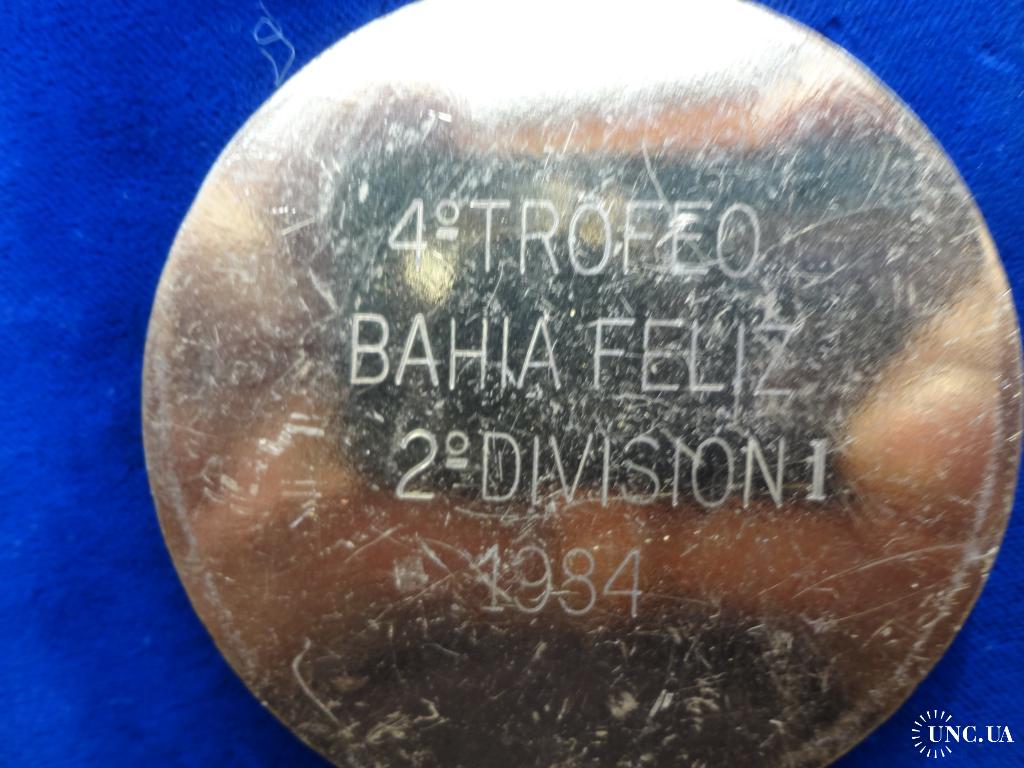 4º TROFEO
BAHIA FELIZ
2º DIVISION I
1984
UNC.UA